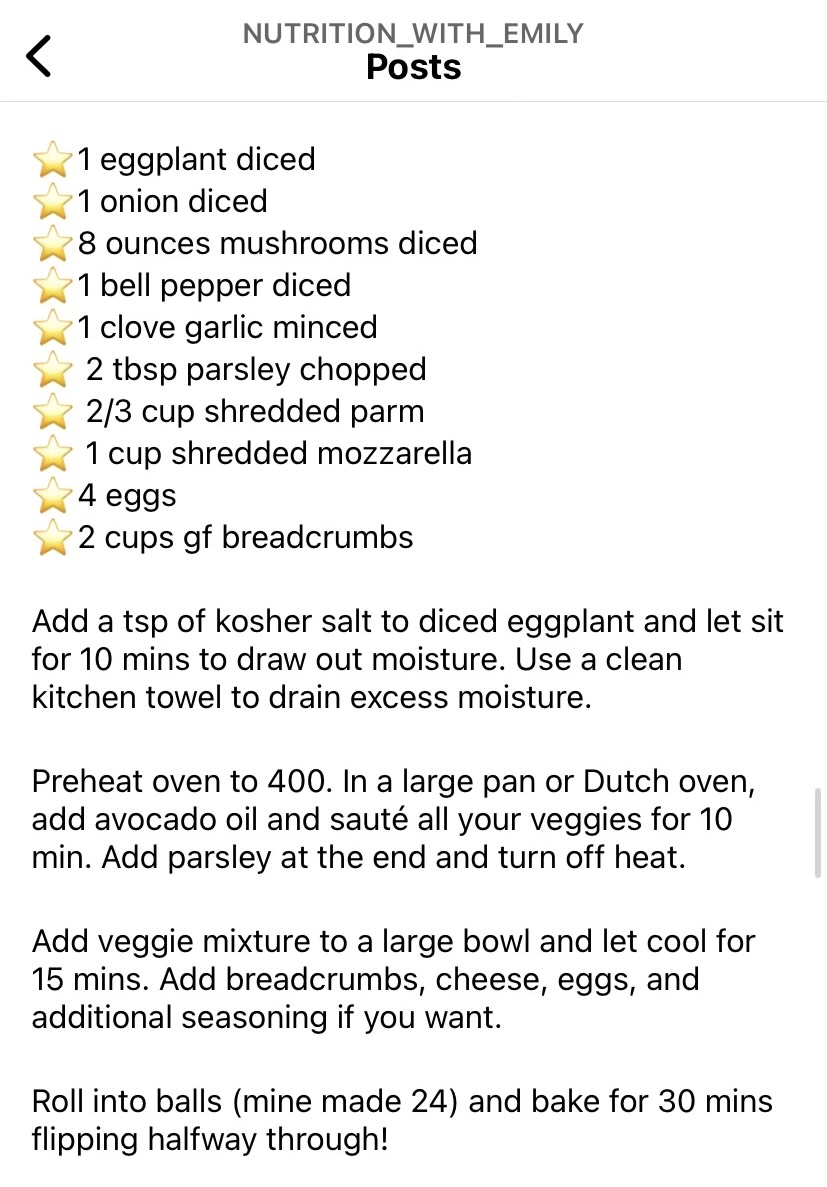 NUTRITION_WITH_EMILY
Posts
⭐1 eggplant diced
⭐1 onion diced
⭐8 ounces mushrooms diced
⭐1 bell pepper diced
⭐1 clove garlic minced
⭐ 2 tbsp parsley chopped
⭐ 2/3 cup shredded parm
⭐ 1 cup shredded mozzarella
⭐4 eggs
⭐2 cups gf breadcrumbs
Add a tsp of kosher salt to diced eggplant and let sit
for 10 mins to draw out moisture. Use a clean
kitchen towel to drain excess moisture.
Preheat oven to 400. In a large pan or Dutch oven,
add avocado oil and sauté all your veggies for 10
min. Add parsley at the end and turn off heat.
Add veggie mixture to a large bowl and let cool for
15 mins. Add breadcrumbs, cheese, eggs, and
additional seasoning if you want.
Roll into balls (mine made 24) and bake for 30 mins
flipping halfway through!